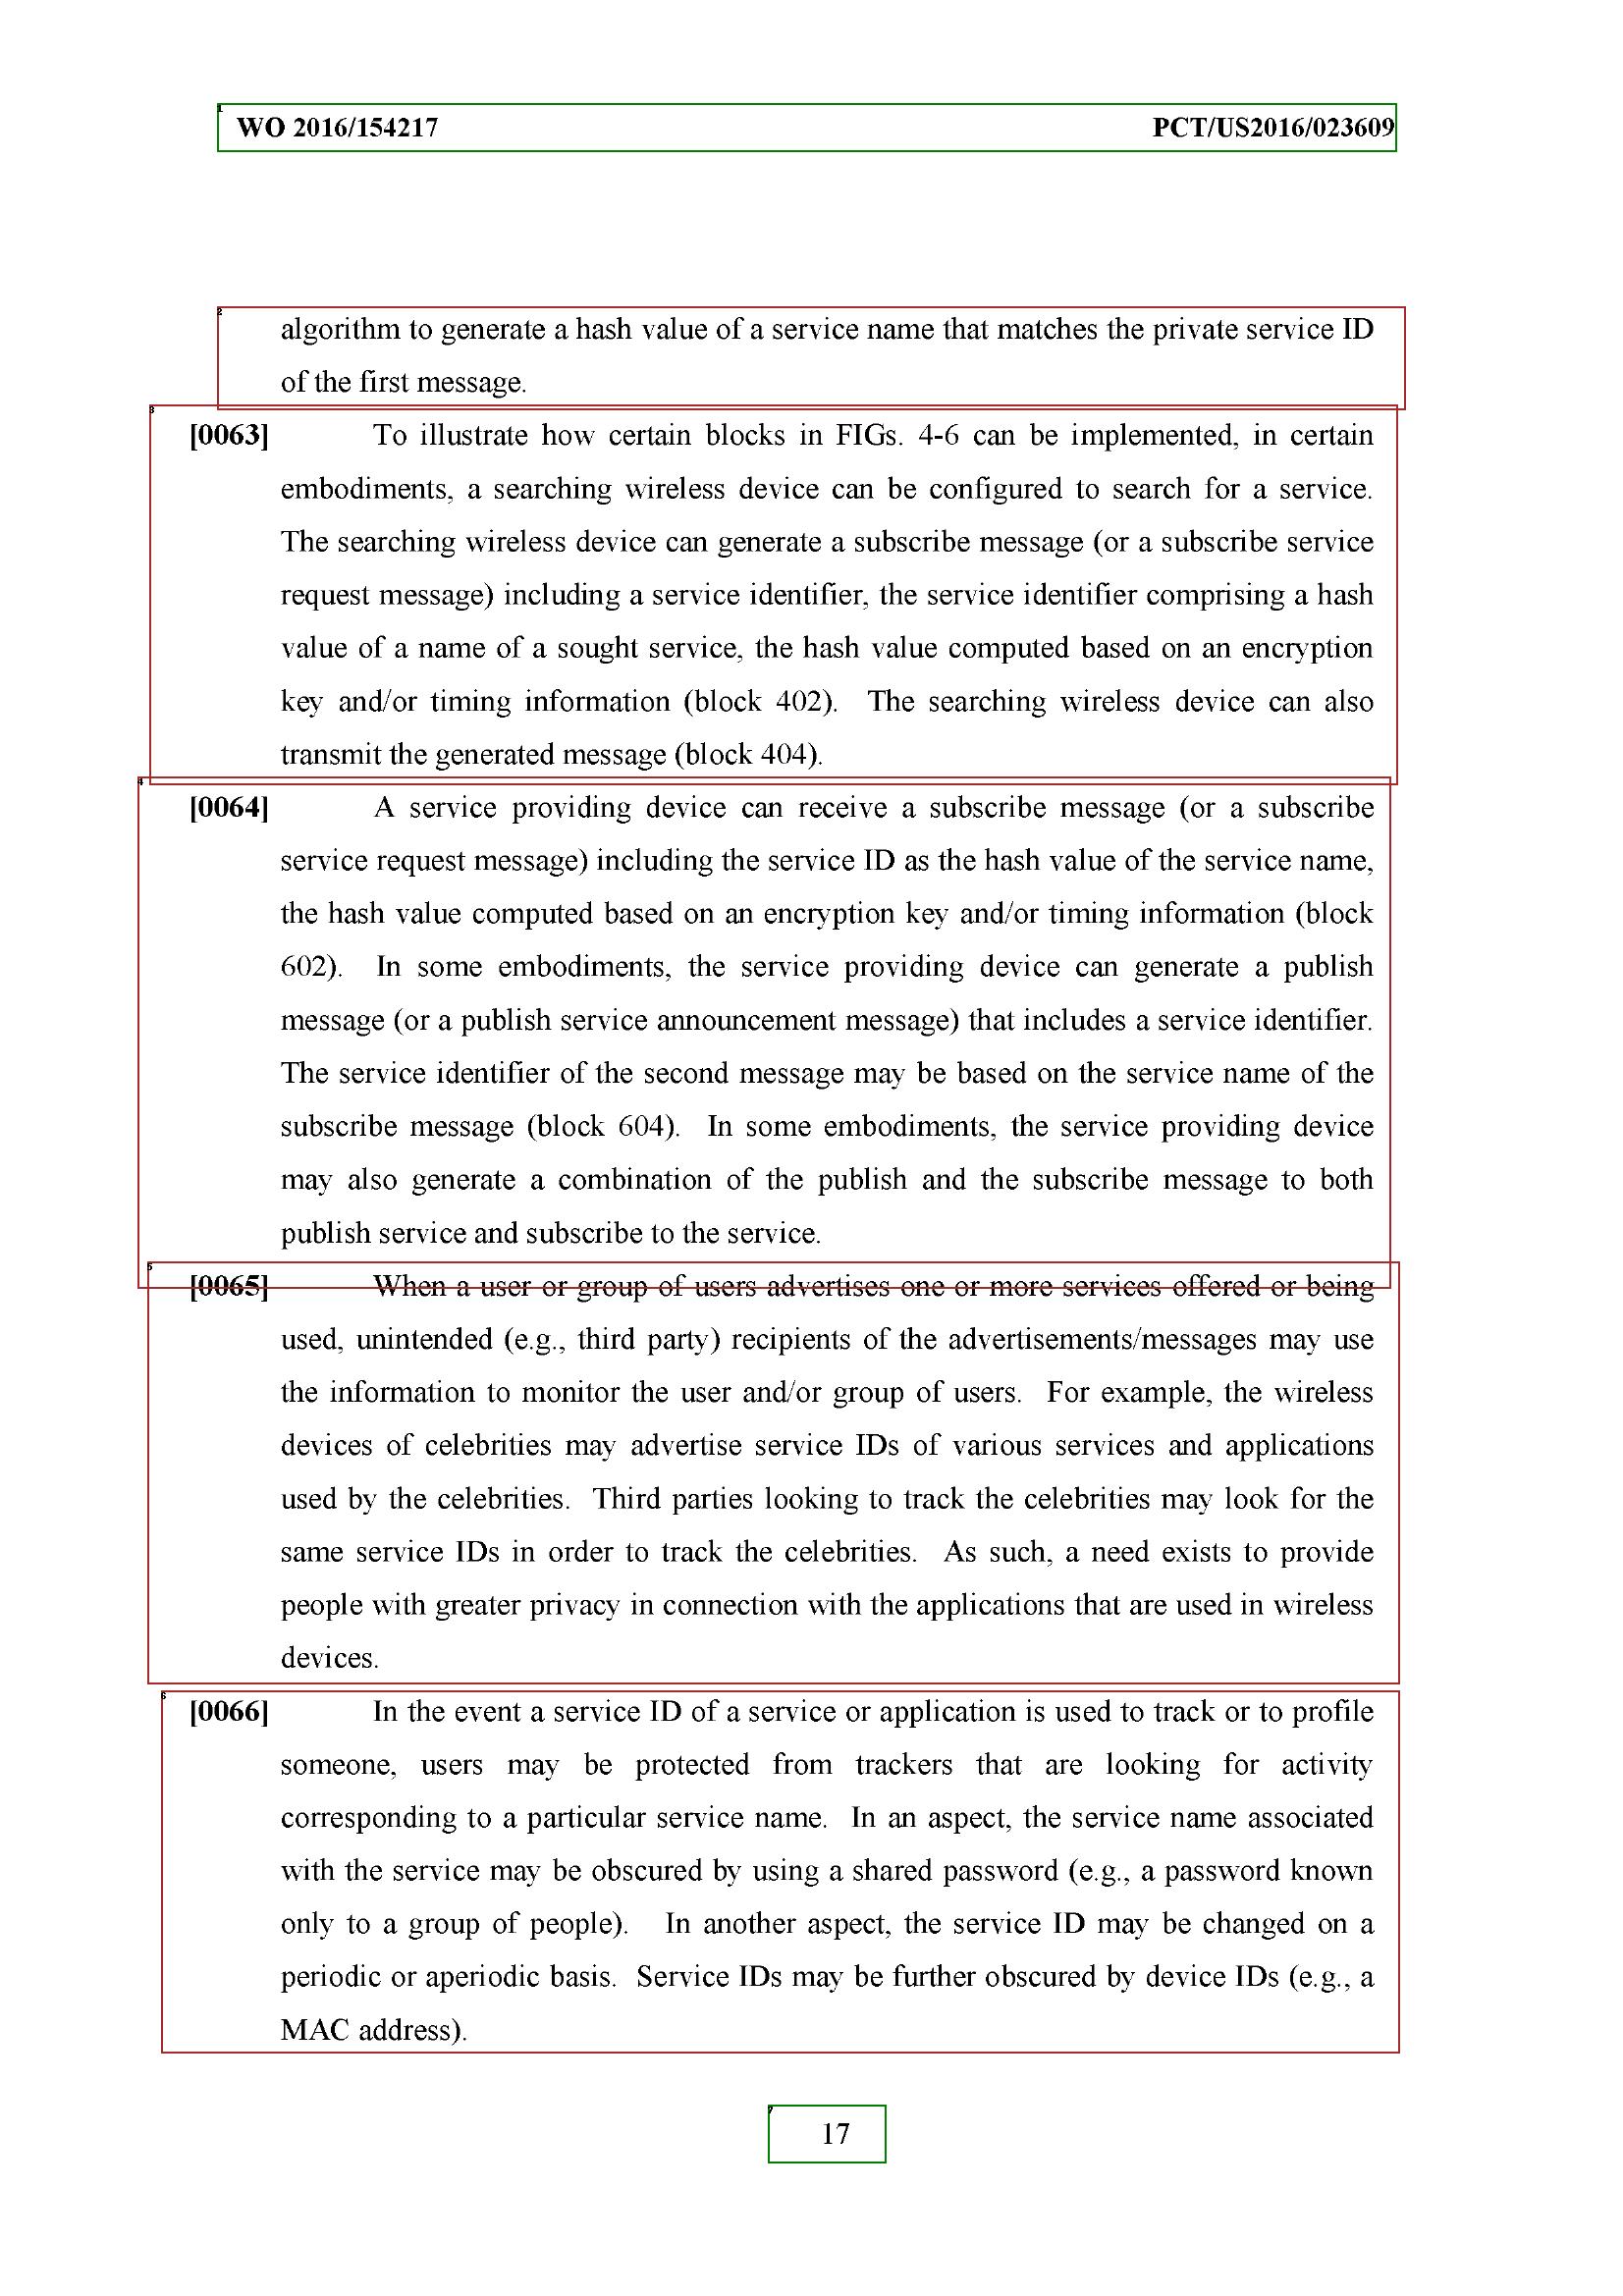 1
WO 2016/154217 PCT/US2016/023609
2
algorithm to generate a hash value of a service name that matches the private service ID
of the first message.
3
[0063] To illustrate how certain blocks in FIGs. 4-6 can be implemented, in certain
embodiments, a searching wireless device can be configured to search for a service.
The searching wireless device can generate a subscribe message (or a subscribe service
request message) including a service identifier, the service identifier comprising a hash
value of a name of a sought service, the hash value computed based on an encryption
key and/or timing information (block 402). The searching wireless device can also
transmit the generated message (block 404).
4
[0064] A service providing device can receive a subscribe message (or a subscribe
service request message) including the service ID as the hash value of the service name,
the hash value computed based on an encryption key and/or timing information (block
602). In some embodiments, the service providing device can generate a publish
message (or a publish service announcement message) that includes a service identifier.
The service identifier of the second message may be based on the service name of the
subscribe message (block 604). In some embodiments, the service providing device
may also generate a combination of the publish and the subscribe message to both
publish service and subscribe to the service.
5
[0065] When a user or group of users advertises one or more services offered or being
used, unintended (e.g., third party) recipients of the advertisements/messages may use
the information to monitor the user and/or group of users. For example, the wireless
devices of celebrities may advertise service IDs of various services and applications
used by the celebrities. Third parties looking to track the celebrities may look for the
same service IDs in order to track the celebrities. As such, a need exists to provide
people with greater privacy in connection with the applications that are used in wireless
devices.
6
[0066] In the event a service ID of a service or application is used to track or to profile
someone, users may be protected from trackers that are looking for activity
corresponding to a particular service name. In an aspect, the service name associated
with the service may be obscured by using a shared password (e.g., a password known
only to a group of people). In another aspect, the service ID may be changed on a
periodic or aperiodic basis. Service IDs may be further obscured by device IDs (e.g., a
MAC address).
7
17